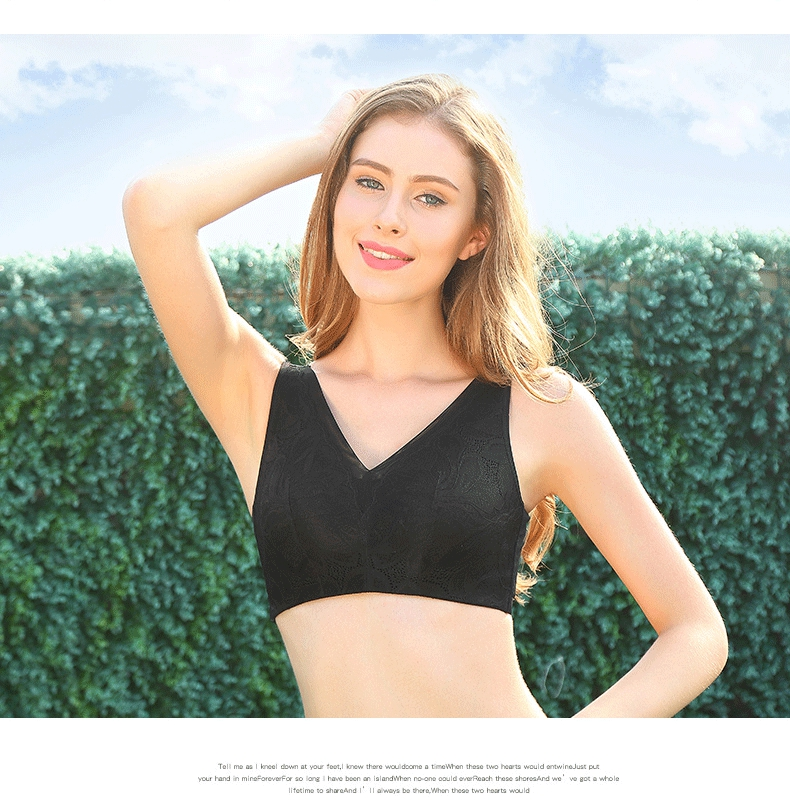 Tell me as I kneel down at your feet,I knew there wouldcome a timeWhen these two hearts would entwineJust put
your hand in mineForeverFor so long I have been an islandWhen no-one could everReach these shoresAnd we've got a whole
lifetime to shareAnd I'll always be there,When these two hearts would